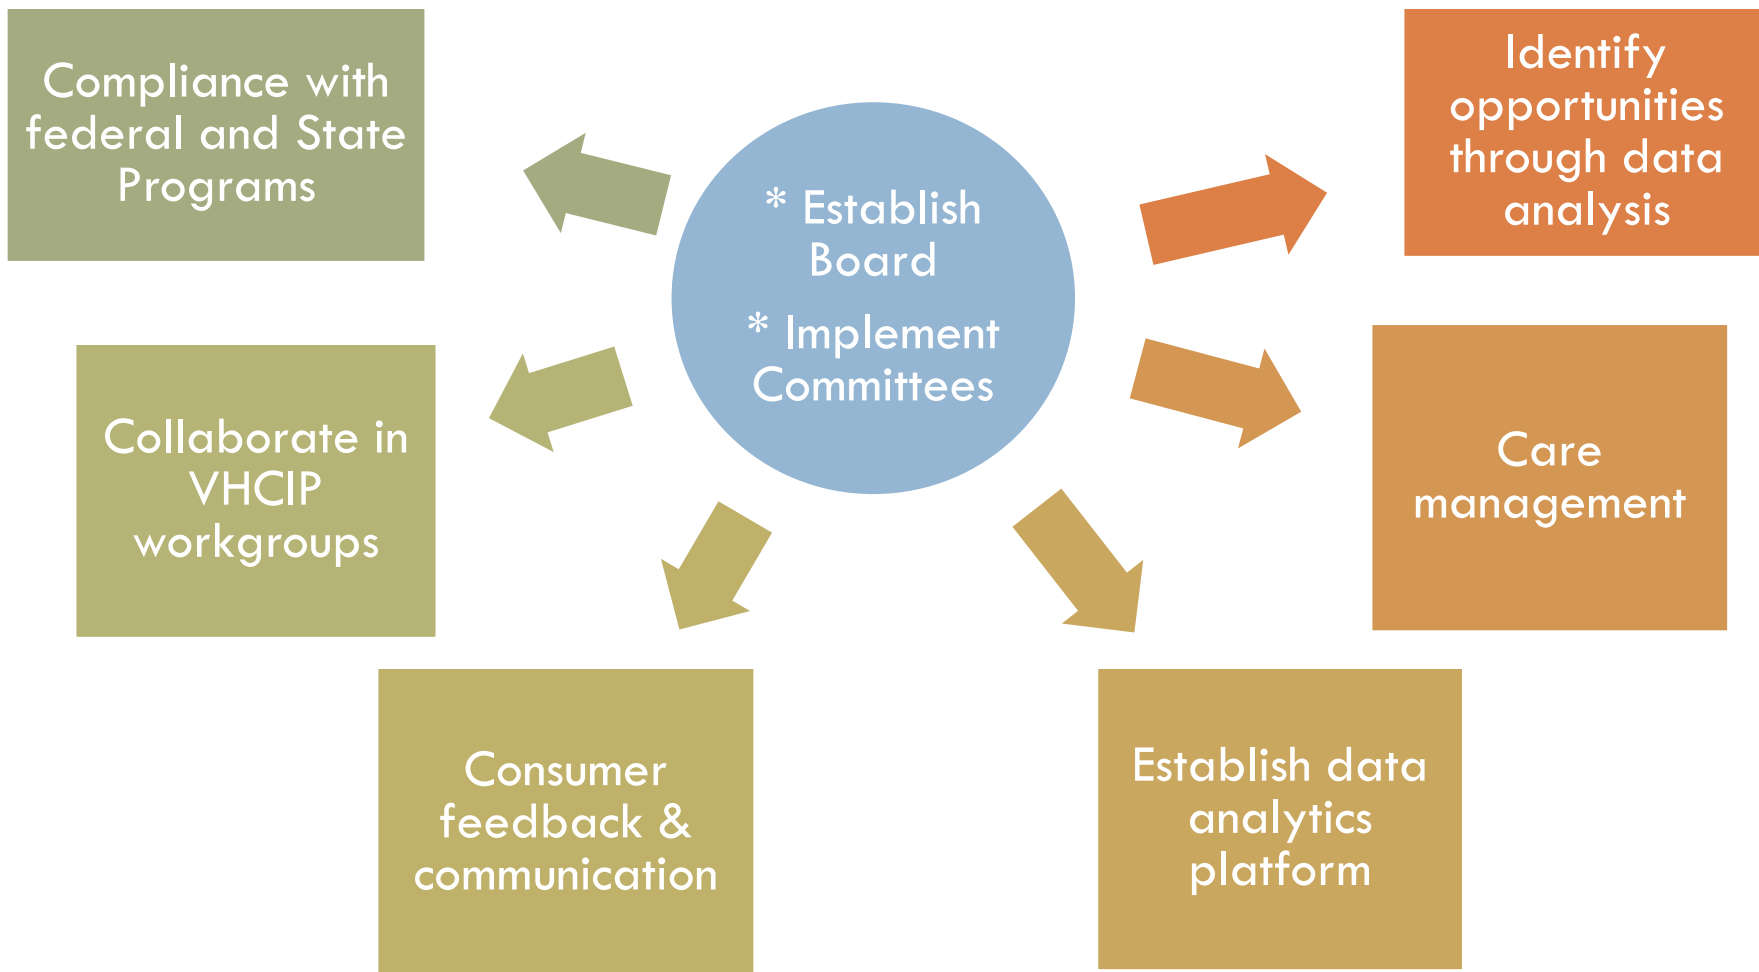 Compliance with
federal and State
Programs
* Establish
Board
* Implement
Committees
Identify
opportunities
through data
analysis
Collaborate in
VHCIP
workgroups
Care
management
Consumer
feedback &
communication
Establish data
analytics
platform